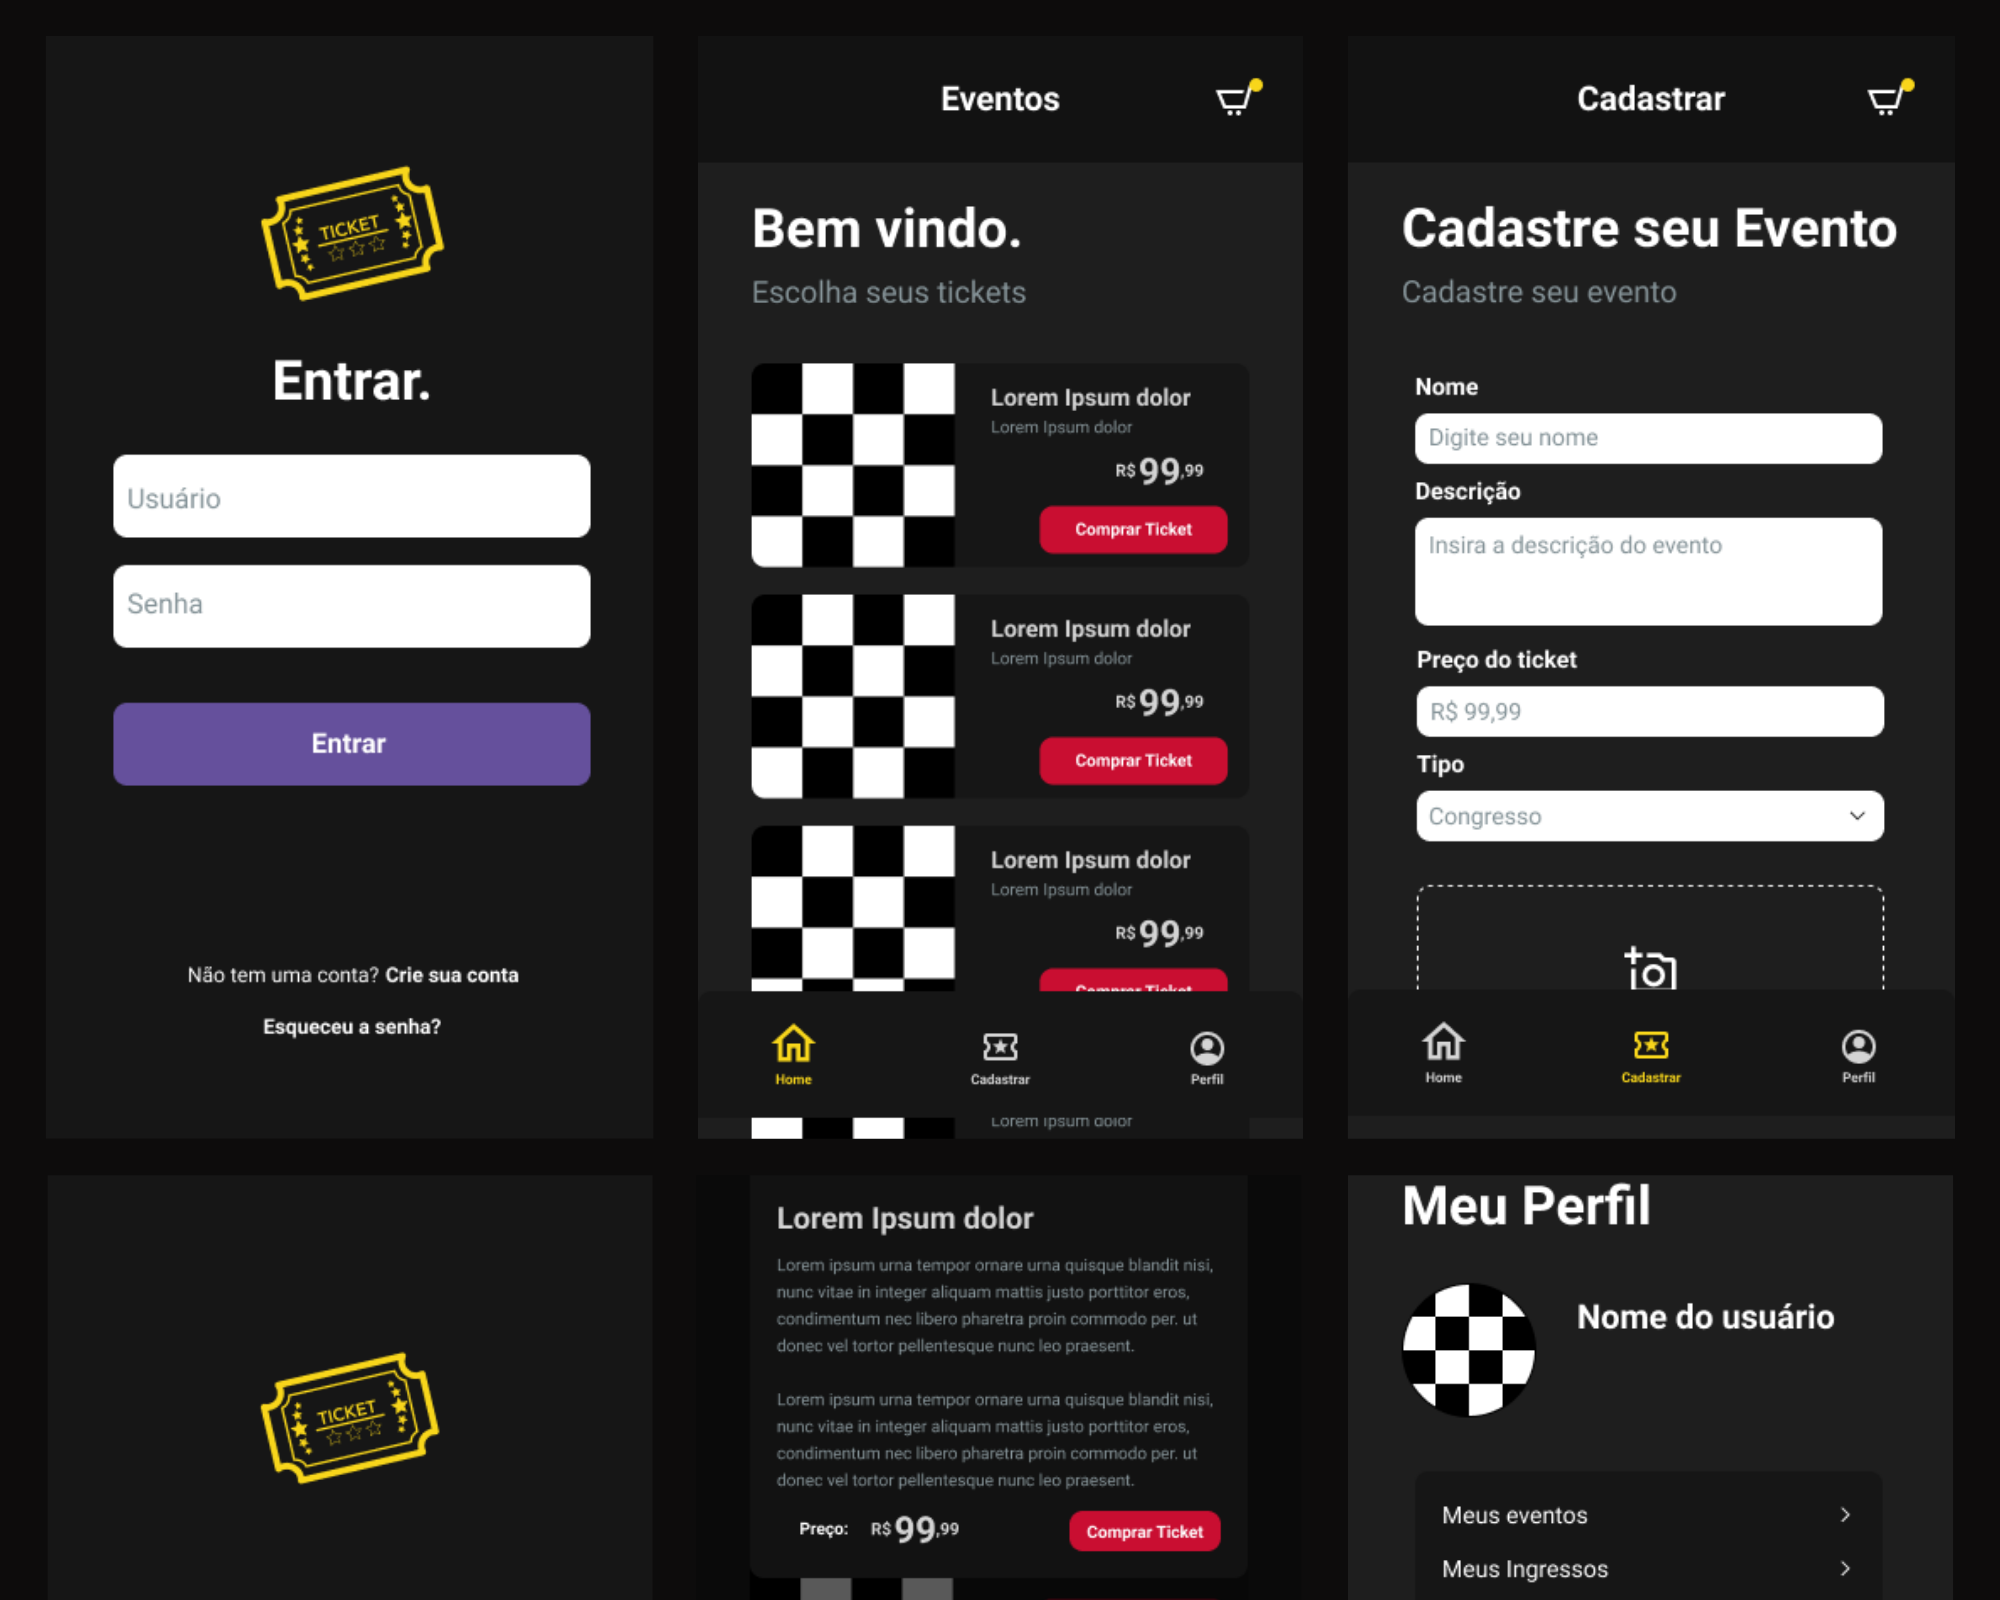 TICKET
Entrar.
Usuário
Senha
Entrar
Não tem uma conta? Crie sua conta
Esqueceu a senha?
Eventos
Bem vindo.
Escolha seus tickets
Lorem Ipsum dolor
Lorem Ipsum dolor
R$ 99,99
Comprar Ticket
Lorem Ipsum dolor
Lorem Ipsum dolor
R$ 99,99
Comprar Ticket
Lorem Ipsum dolor
Lorem Ipsum dolor
R$ 99,99
Comprar Ticket
Home
Cadastrar
Perfil
Lorem Ipsum dolor
Cadastrar
Cadastre seu Evento
Cadastre seu evento
Nome
Digite seu nome
Descrição
Insira a descrição do evento
Preço do ticket
R$ 99,99
Tipo
Congresso
Home
Cadastrar
Perfil
TICKET
Lorem Ipsum dolor
Lorem ipsum urna tempor ornare urna quisque blandit nisi,
nunc vitae in integer aliquam mattis justo porttitor eros,
condimentum nec libero pharetra proin commodo per. ut
donec vel tortor pellentesque nunc leo praesent.
Lorem ipsum urna tempor ornare urna quisque blandit nisi,
nunc vitae in integer aliquam mattis justo porttitor eros,
condimentum nec libero pharetra proin commodo per. ut
donec vel tortor pellentesque nunc leo praesent.
Preço: R$ 99,99
Comprar Ticket
Meu Perfil
Nome do usuário
Meus eventos
Meus Ingressos